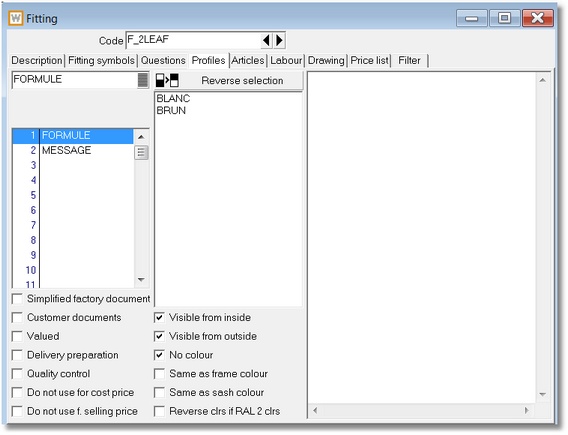 W Fitting
Code F_2LEAF
Description Fitting symbols Questions Profiles Articles Labour Drawing Price list Filter
FORMULE
Reverse selection
BLANC
BRUN
1 FORMULE
2 MESSAGE
3
4
5
6
7
8
9
10
11
Simplified factory document
Customer documents
Valued
Delivery preparation
Quality control
Do not use for cost price
Do not use f. selling price
Visible from inside
Visible from outside
No colour
Same as frame colour
Same as sash colour
Reverse clrs if RAL 2 clrs